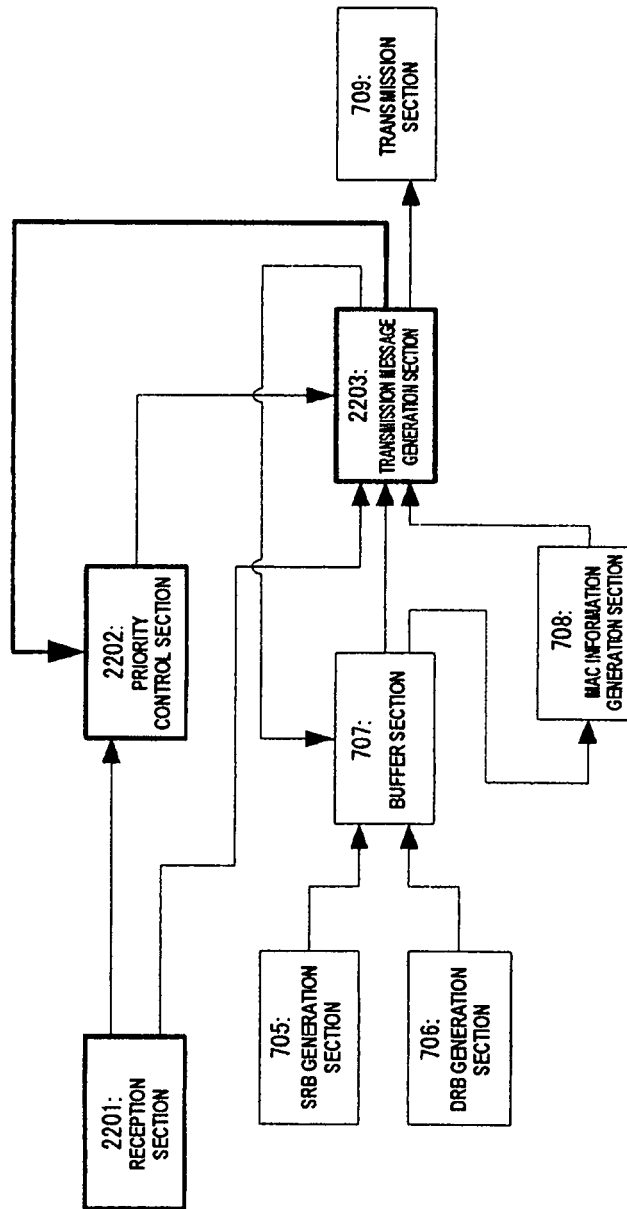 2201:
RECEPTION
SECTION
2202:
PRIORITY
CONTROL SECTION
705:
SRB GENERATION
SECTION
706:
DRB GENERATION
SECTION
707:
BUFFER SECTION
708:
MAC INFORMATION
GENERATION SECTION
2203:
TRANSMISSION MESSAGE
GENERATION SECTION
709:
TRANSMISSION
SECTION